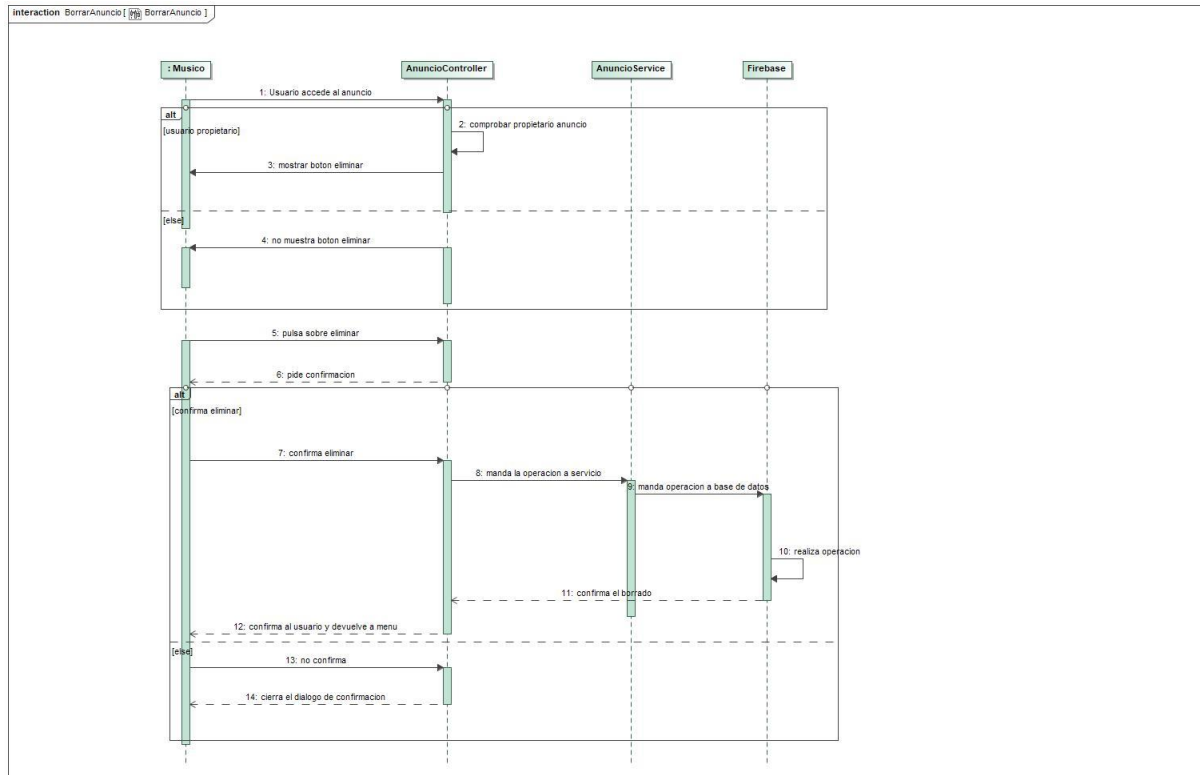 interaction BorrarAnuncio [ BorrarAnuncio ]
: Musico
AnuncioController
AnuncioService
Firebase
1: Usuario accede al anuncio
alt
[usuario propietario]
2: comprobar propietario anuncio
3: mostrar boton eliminar
[else]
4: no muestra boton eliminar
5: pulsa sobre eliminar
6: pide confirmacion
alt
[confirma eliminar]
7: confirma eliminar
8: manda la operacion a servicio
9: manda operacion a base de datos
10: realiza operacion
11: confirma el borrado
12: confirma al usuario y devuelve a menu
[else]
13: no confirma
14: cierra el dialogo de confirmacion